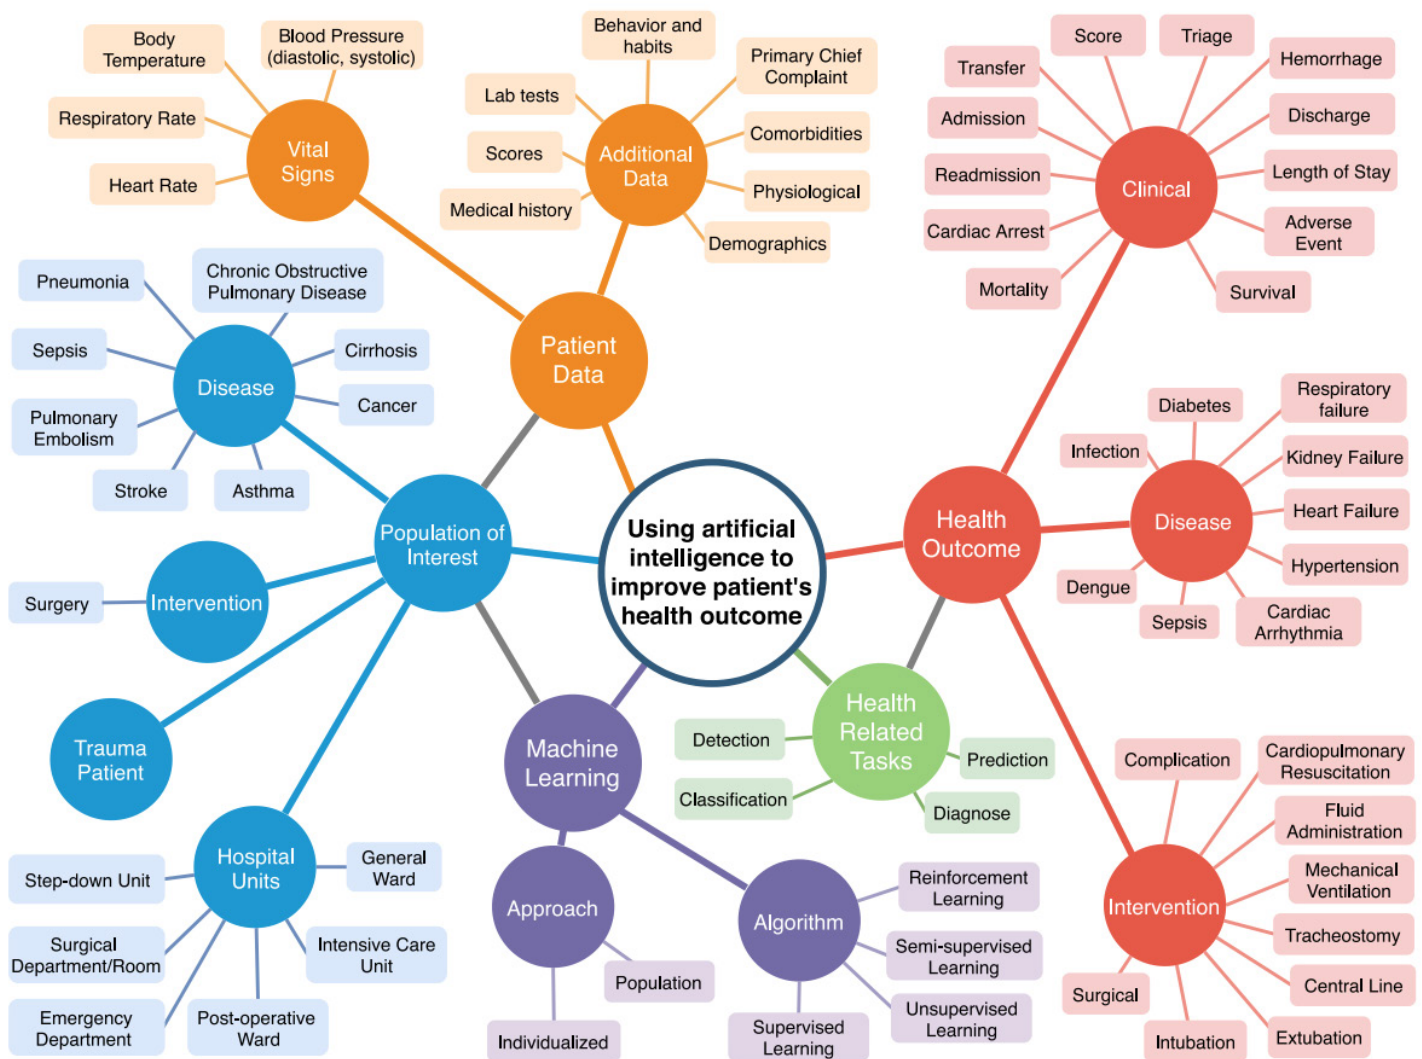 Body
Temperature
Blood Pressure
(diastolic, systolic)
Respiratory Rate
Heart Rate
Vital
Signs
Behavior and
habits
Primary Chief
Complaint
Lab tests
Comorbidities
Scores
Additional
Data
Physiological
Medical history
Demographics
Score
Triage
Transfer
Hemorrhage
Admission
Discharge
Readmission
Clinical
Length of Stay
Cardiac Arrest
Adverse
Event
Mortality
Survival
Pneumonia
Chronic Obstructive
Pulmonary Disease
Sepsis
Cirrhosis
Disease
Cancer
Pulmonary
Embolism
Stroke
Asthma
Patient
Data
Population of
Interest
Intervention
Surgery
Trauma
Patient
Using artificial
intelligence to
improve patient's
health outcome
Health
Outcome
Diabetes
Respiratory
failure
Infection
Kidney Failure
Disease
Heart Failure
Hypertension
Dengue
Sepsis
Cardiac
Arrhythmia
Machine
Learning
Health
Related
Tasks
Detection
Prediction
Classification
Diagnose
Hospital
Units
General
Ward
Step-down Unit
Surgical
Department/Room
Intensive Care
Unit
Emergency
Department
Post-operative
Ward
Approach
Population
Individualized
Algorithm
Reinforcement
Learning
Semi-supervised
Learning
Unsupervised
Learning
Supervised
Learning
Complication
Cardiopulmonary
Resuscitation
Fluid
Administration
Mechanical
Ventilation
Intervention
Tracheostomy
Surgical
Central Line
Intubation
Extubation